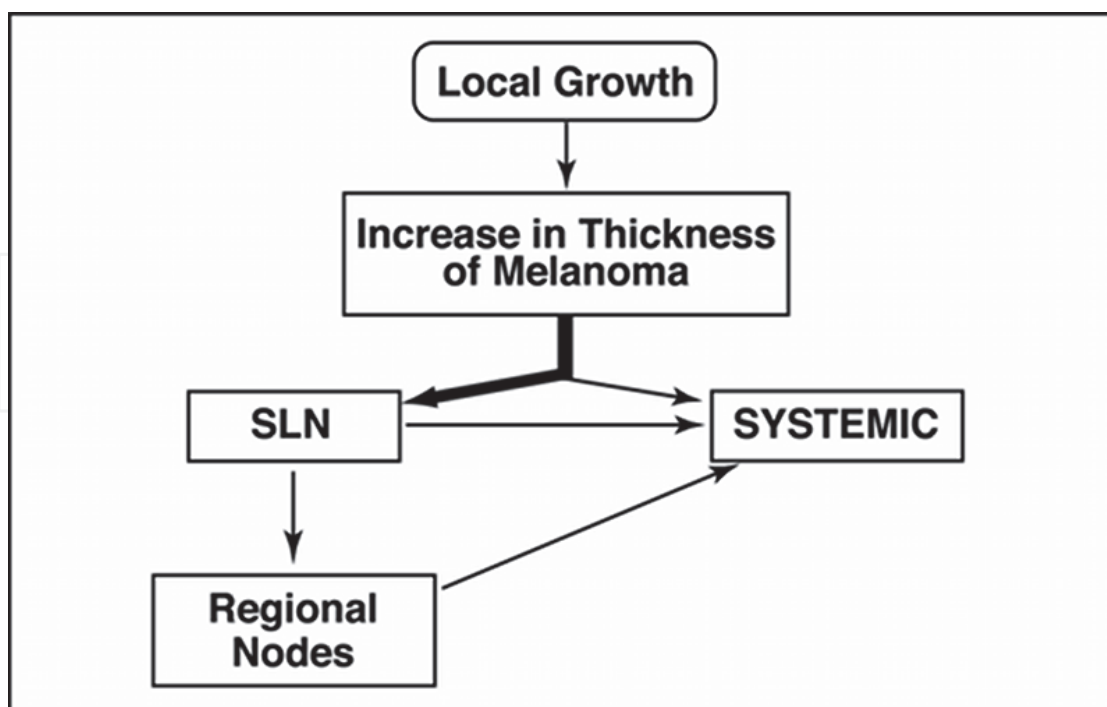 Local Growth
Increase in Thickness
of Melanoma
SLN
SYSTEMIC
Regional
Nodes